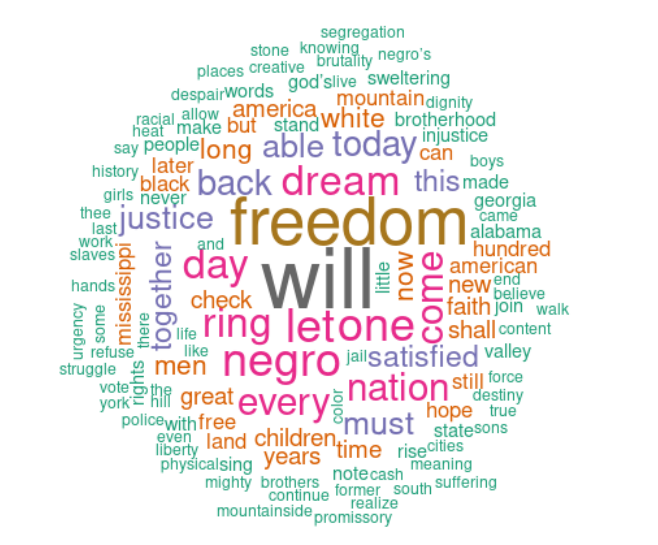 segregation
stone knowing negro's
places creative brutality
god's live sweltering
despair words mountain dignity
america white brotherhood
racial allow
heat make but stand injustice
say people long able today can boys
history later back dream this made
girls black never georgia
thee justice freedom came
last alabama
work and hundred
slaves day will little now come american
mississippi together new end
hands check faith join believe
urgency some there ring let one shall content walk
life
refuse like negro jail satisfied valley
struggle men nation still force
vote the rights great every color destiny
york hill hope true
police with free must state sons
even land children time rise cities
liberty years
physical sing note cash meaning
mighty brothers south suffering
continue former
mountainside realize
promissory